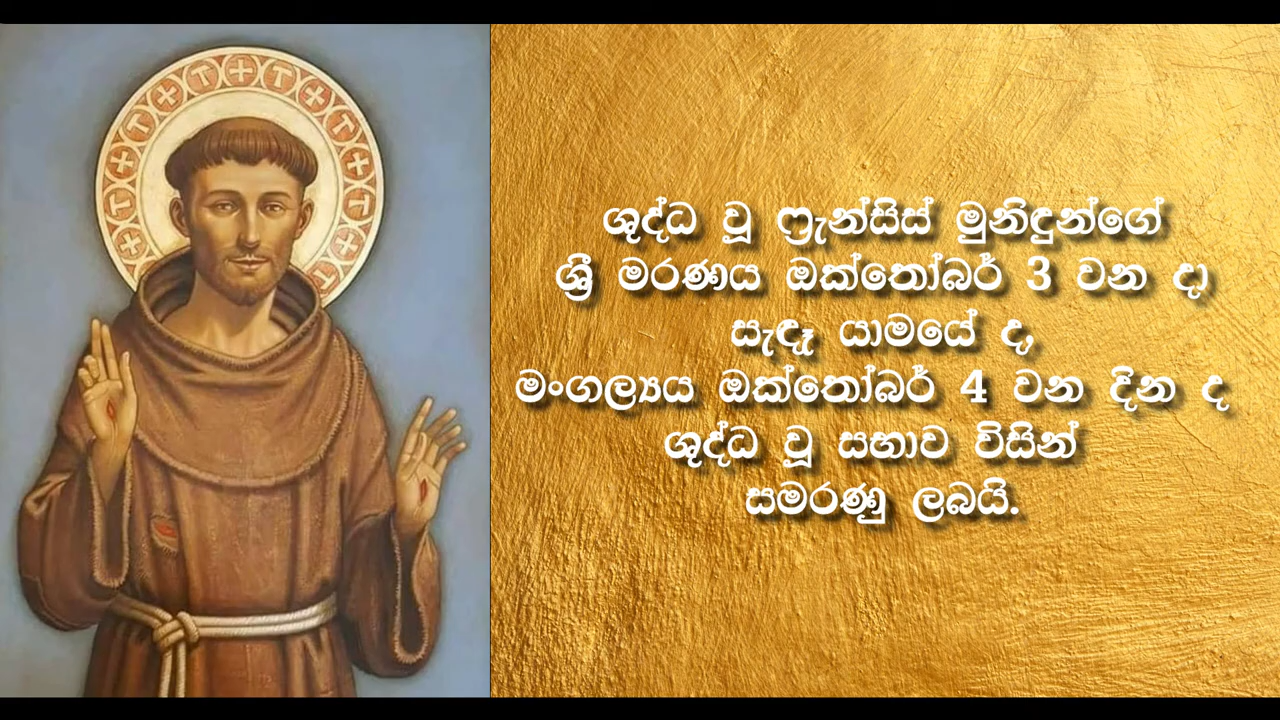 ශුද්ධ වූ ෆ්‍රැන්සිස් මුනිඳුන්ගේ
ශ්‍රී මරණය ඔක්තෝබර් 3 වන දා
සැඳෑ යාමයේ ද,
මංගල්‍යය ඔක්තෝබර් 4 වන දින ද
ශුද්ධ වූ සභාව විසින්
සමරණු ලබයි.